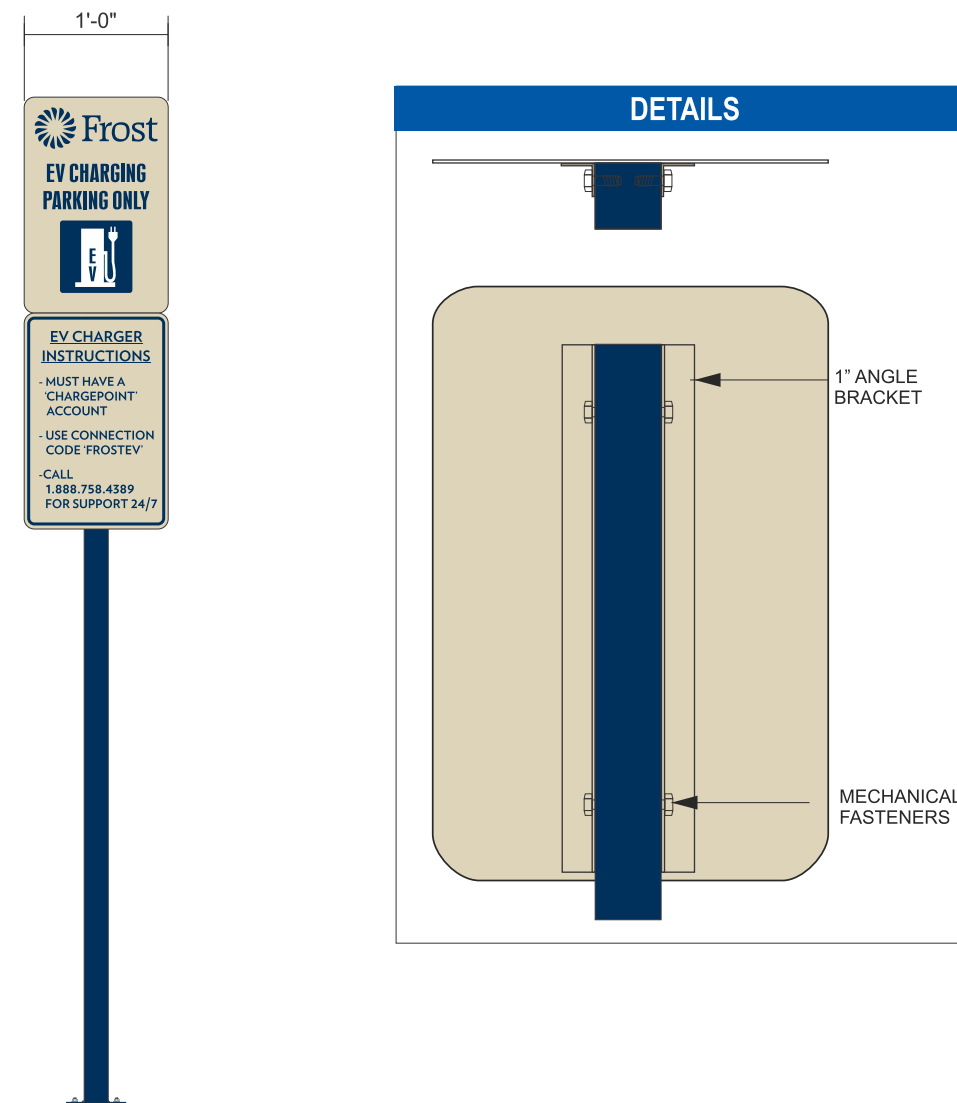 1'-0"
Frost
EV CHARGING
PARKING ONLY
E
V
EV CHARGER
INSTRUCTIONS
- MUST HAVE A
'CHARGEPOINT'
ACCOUNT
- USE CONNECTION
CODE 'FROSTEV'
-CALL
1.888.758.4389
FOR SUPPORT 24/7
DETAILS
1” ANGLE
BRACKET
MECHANICAL
FASTENERS